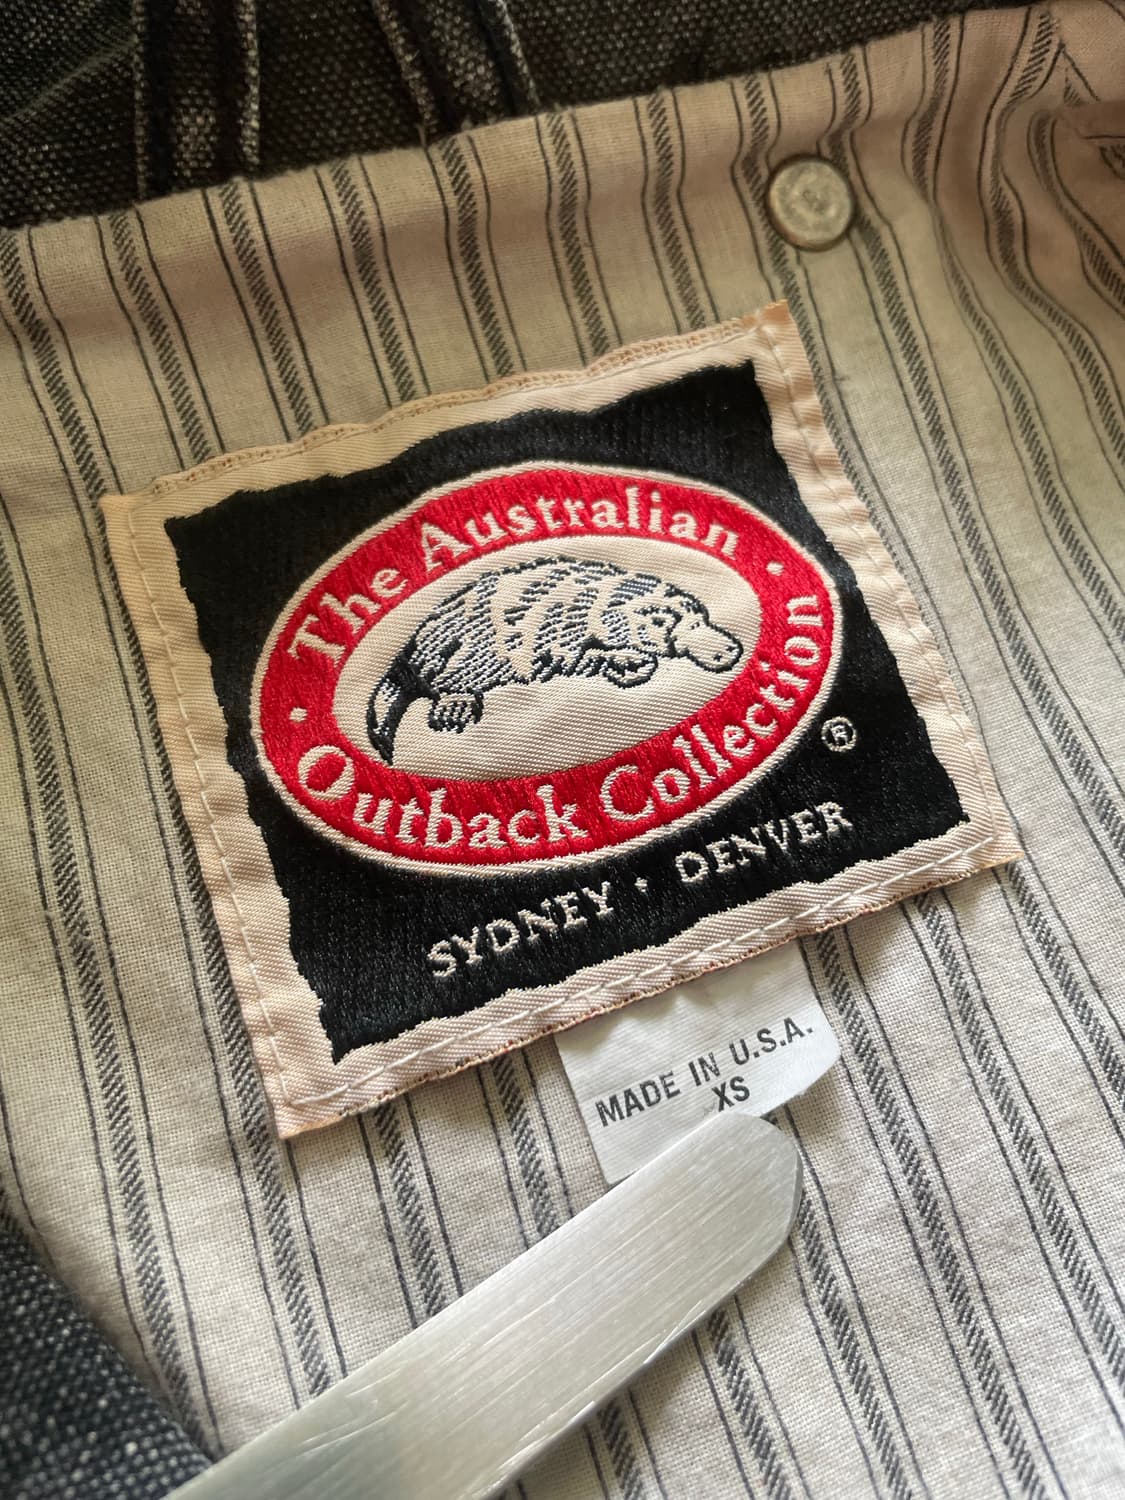 The Australian
Outback Collection
®
SYDNEY • DENVER
MADE IN U.S.A.
XS